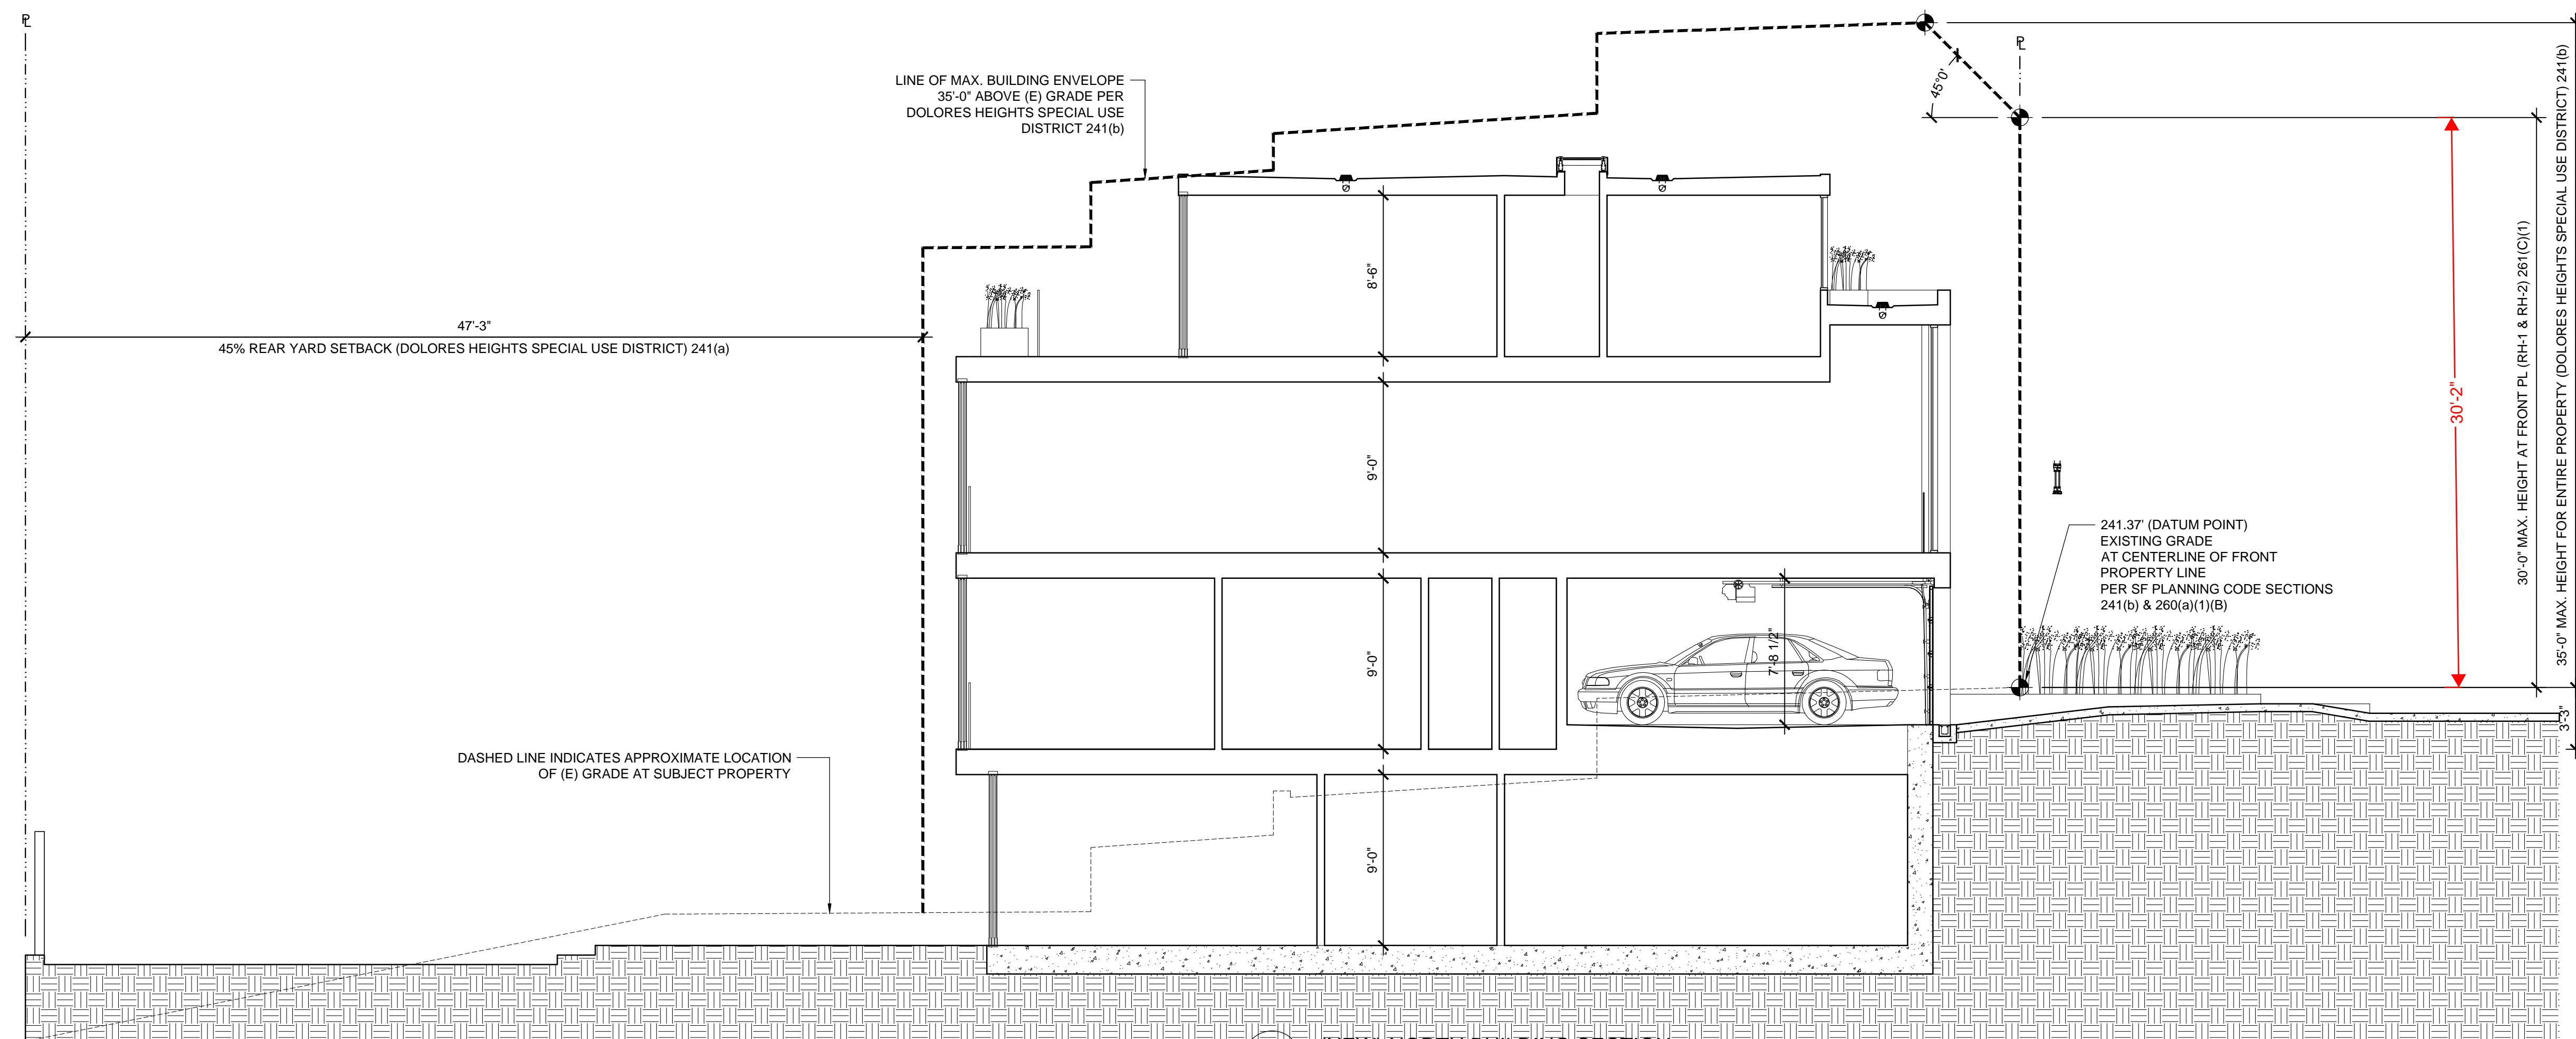 PL
LINE OF MAX. BUILDING ENVELOPE
35'-0" ABOVE (E) GRADE PER
DOLORES HEIGHTS SPECIAL USE
DISTRICT 241(b)
PL
45°0'
47'-3"
45% REAR YARD SETBACK (DOLORES HEIGHTS SPECIAL USE DISTRICT) 241(a)
8'-6"
9'-0"
9'-0"
7'-8 1/2"
9'-0"
30'-2"
30'-0" MAX. HEIGHT AT FRONT PL (RH-1 & RH-2) 261(C)(1)
35'-0" MAX. HEIGHT FOR ENTIRE PROPERTY (DOLORES HEIGHTS SPECIAL USE DISTRICT) 241(b)
241.37' (DATUM POINT)
EXISTING GRADE
AT CENTERLINE OF FRONT
PROPERTY LINE
PER SF PLANNING CODE SECTIONS
241(b) & 260(a)(1)(B)
3'-3"
DASHED LINE INDICATES APPROXIMATE LOCATION
OF (E) GRADE AT SUBJECT PROPERTY